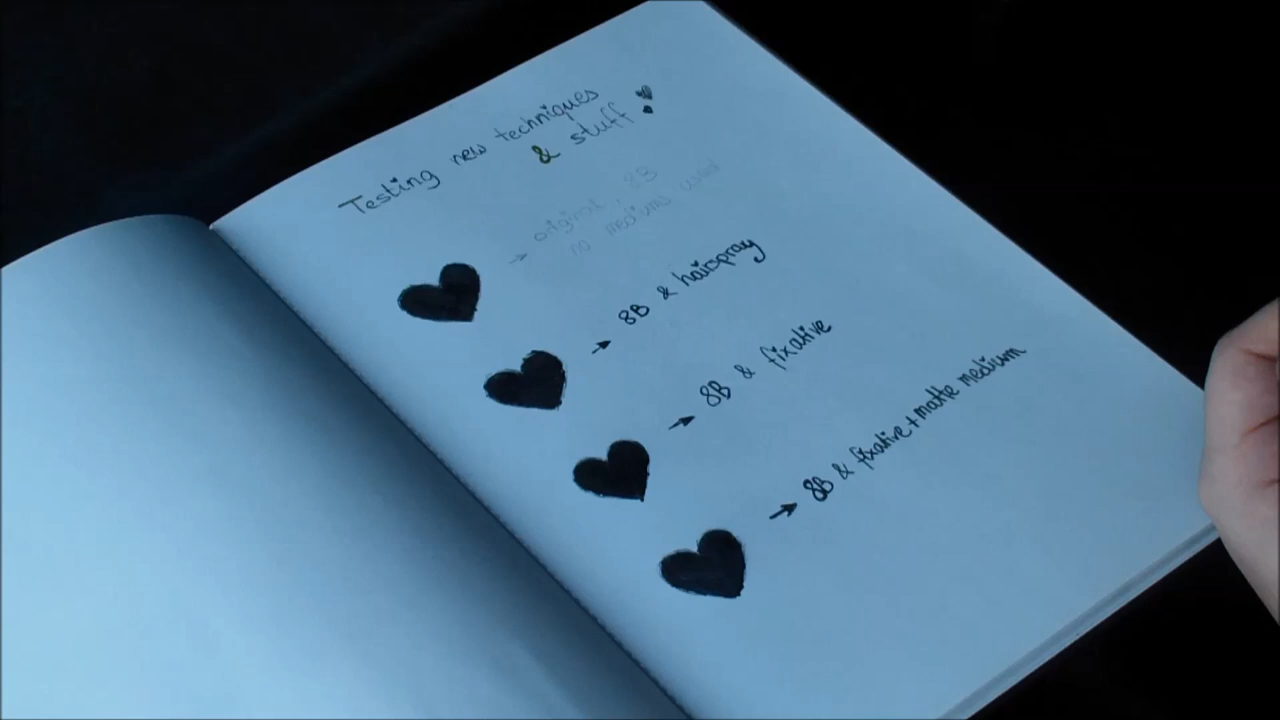 Testing new techniques
& stuff
→ original 8B
no mediums used
→ 8B & hairspray
→ 8B & fixative
→ 8B & fixative + matte medium